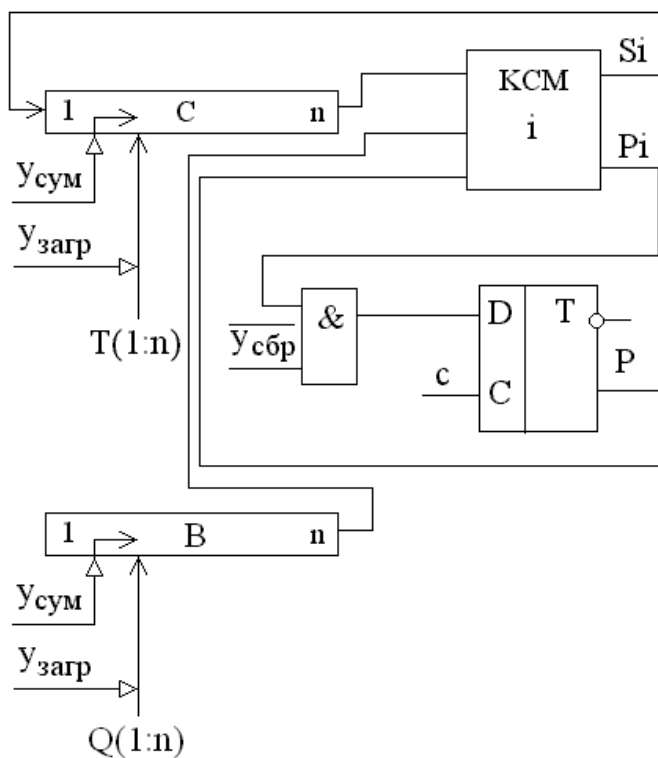 Si
КСМ
1 С n
i
Pi
Усум
Узагр
&
D T
T(1:n)
Усбр
P
c
C
1 B n
Усум
Узагр
Q(1:n)